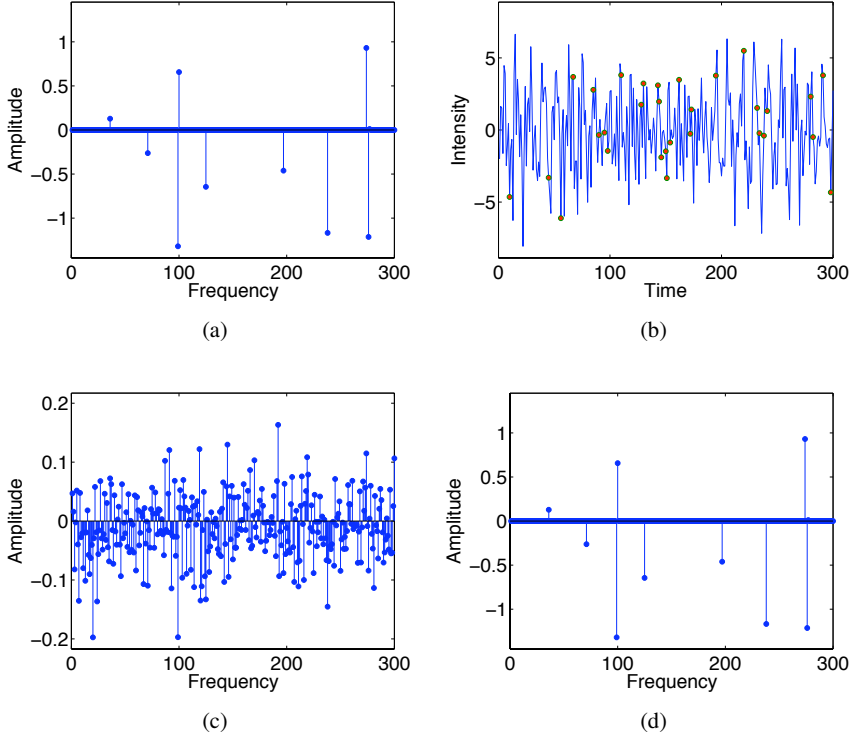 1
0.5
0
−0.5
−1
Amplitude
0 100 200 300
Frequency
(a)
5
0
−5
Intensity
0 100 200 300
Time
(b)
0.2
0.1
0
−0.1
−0.2
Amplitude
0 100 200 300
Frequency
(c)
1
0.5
0
−0.5
−1
Amplitude
0 100 200 300
Frequency
(d)